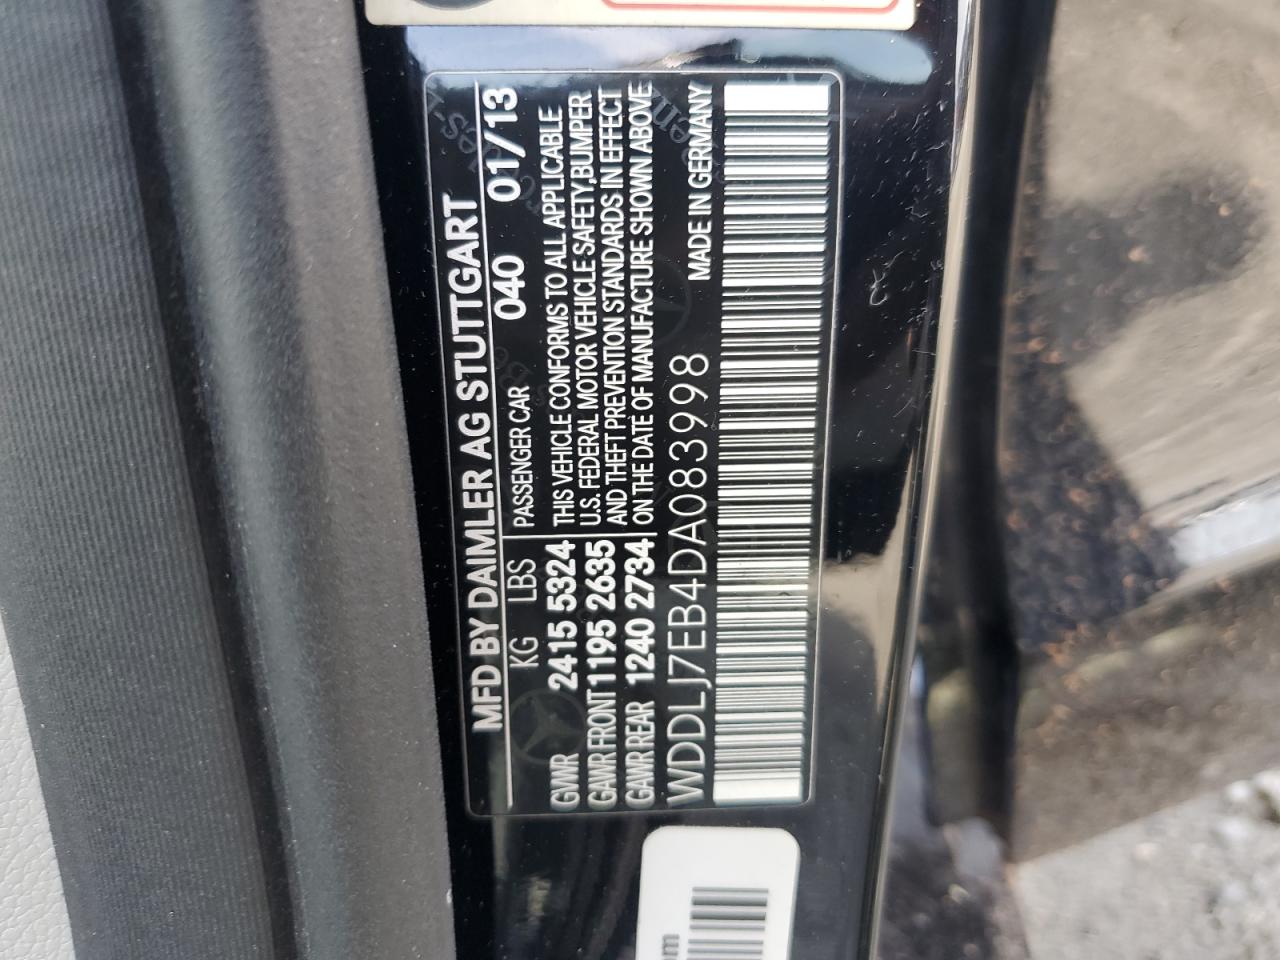 MFD BY DAIMLER AG STUTTGART
KG LBS PASSENGER CAR 040 01/13
GWR 2415 5324 THIS VEHICLE CONFORMS TO ALL APPLICABLE
GAWR FRONT 1195 2635 U.S. FEDERAL MOTOR VEHICLE SAFETY,BUMPER
AND THEFT PREVENTION STANDARDS IN EFFECT
GAWR REAR 1240 2734 ON THE DATE OF MANUFACTURE SHOWN ABOVE
WDDLJ7EB4DA083998 MADE IN GERMANY